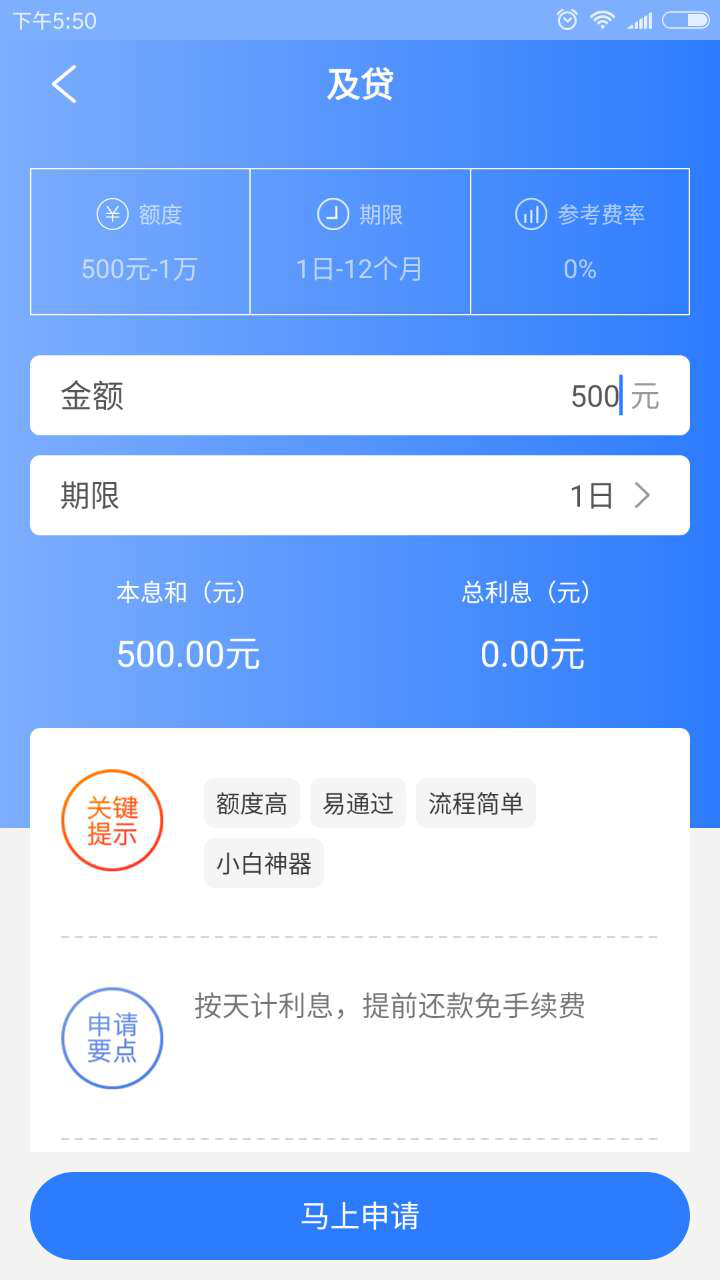 下午5:50
及贷
额度 期限 参考费率
500元-1万 1日-12个月 0%
金额 500 元
期限 1日
本息和（元） 总利息（元）
500.00元 0.00元
关键
提示
额度高 易通过 流程简单
小白神器
申请
要点
按天计利息，提前还款免手续费
马上申请